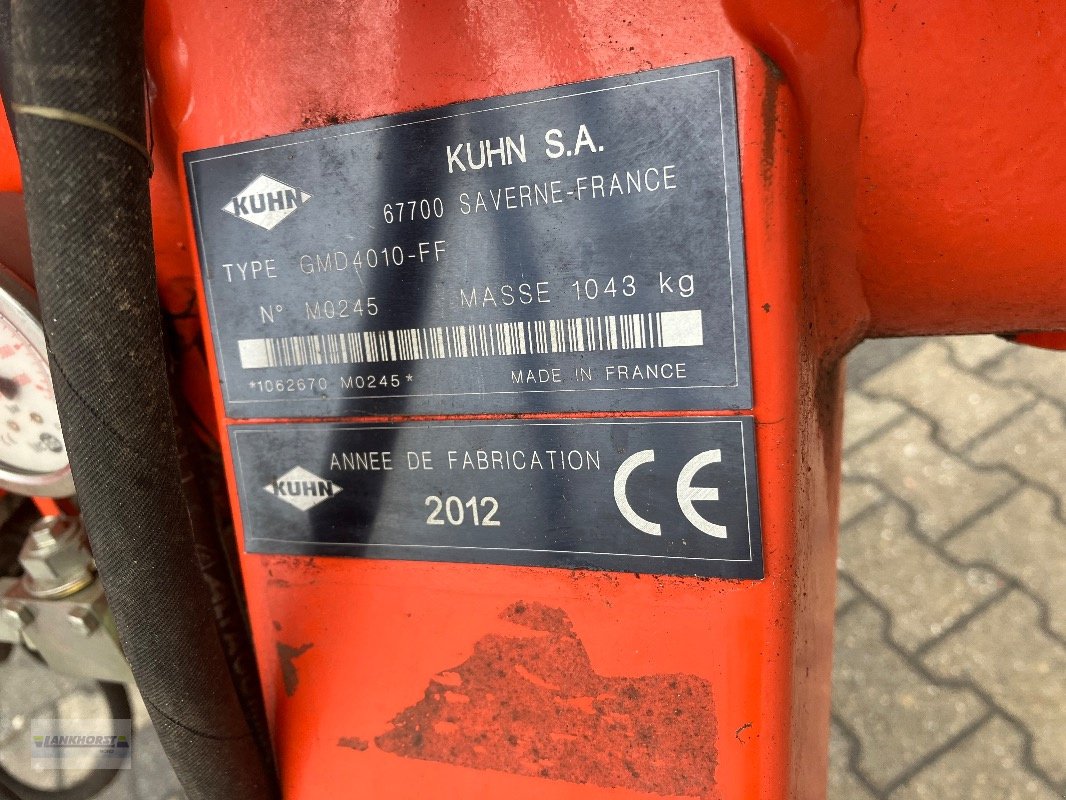 KUHN S.A.
KUHN
67700 SAVERNE-FRANCE
TYPE GMD4010-FF
N° M0245 MASSE 1043 kg
*1062670 M0245*
MADE IN FRANCE
ANNEE DE FABRICATION
KUHN
2012
CE
LANKHORST